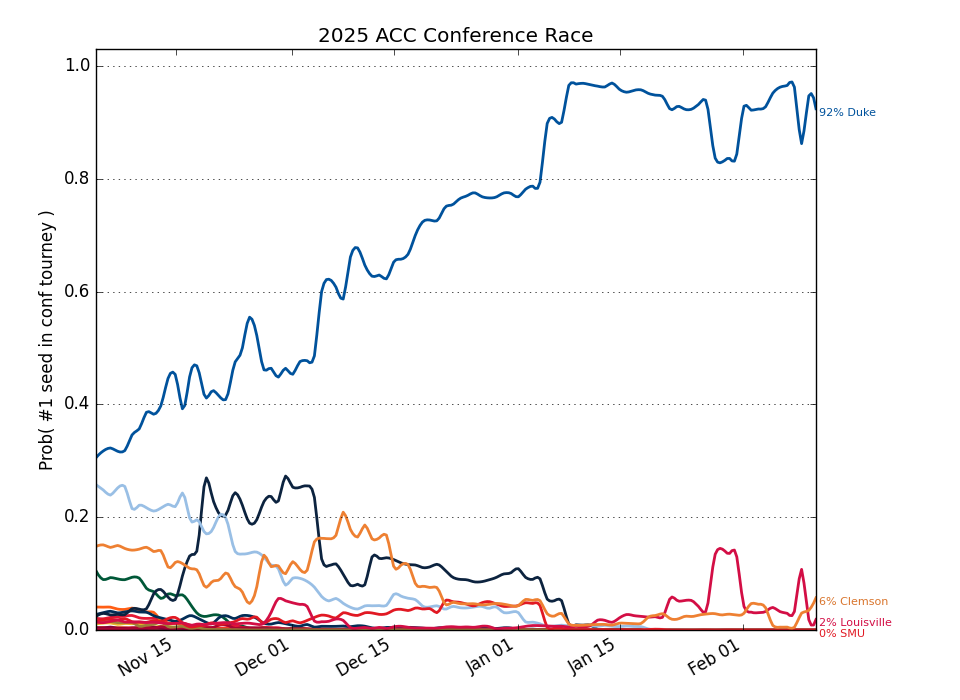 2025 ACC Conference Race
Prob( #1 seed in conf tourney )
1.0
0.8
0.6
0.4
0.2
0.0
Nov 15
Dec 01
Dec 15
Jan 01
Jan 15
Feb 01
92% Duke
6% Clemson
2% Louisville
0% SMU